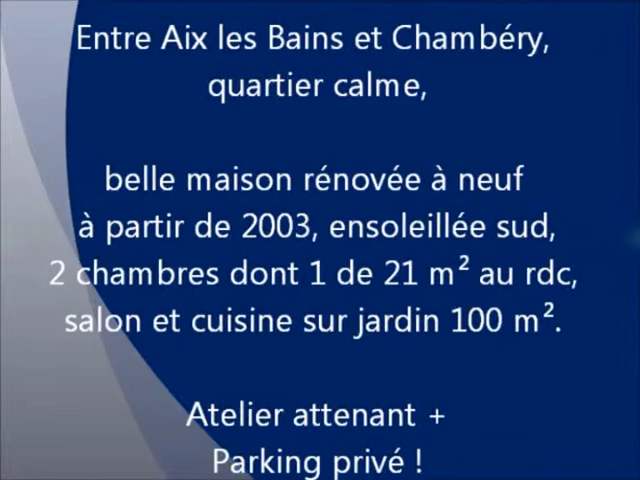 Entre Aix les Bains et Chambéry,
quartier calme,
belle maison rénovée à neuf
à partir de 2003, ensoleillée sud,
2 chambres dont 1 de 21 m² au rdc,
salon et cuisine sur jardin 100 m².
Atelier attenant +
Parking privé !